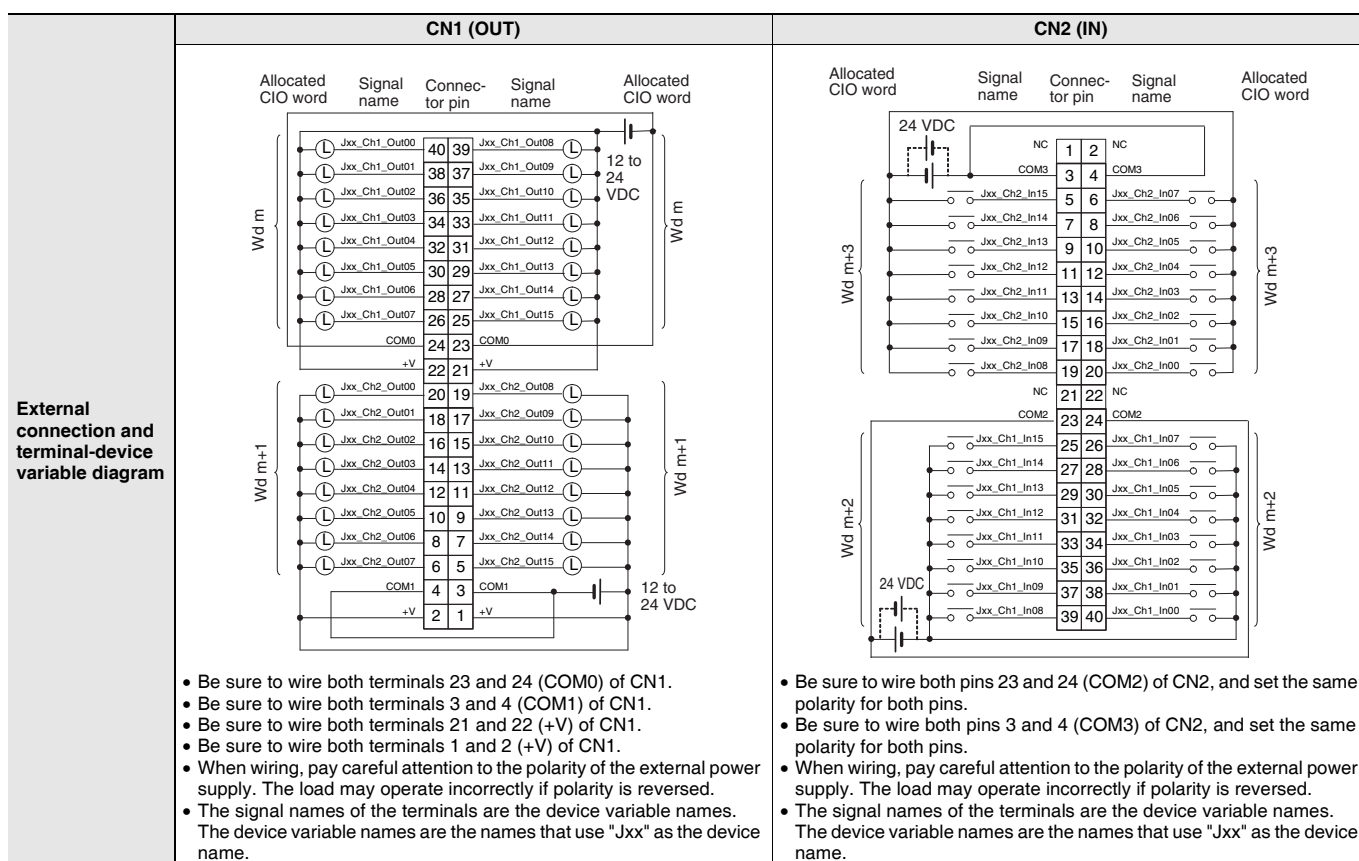 CN1 (OUT)
CN2 (IN)
External
connection and
terminal-device
variable diagram
Allocated
CIO word
Signal
name
Connec-
tor pin
Signal
name
Allocated
CIO word
Jxx_Ch1_Out00 40 39 Jxx_Ch1_Out08
Jxx_Ch1_Out01 38 37 Jxx_Ch1_Out09
Jxx_Ch1_Out02 36 35 Jxx_Ch1_Out10
Jxx_Ch1_Out03 34 33 Jxx_Ch1_Out11
Jxx_Ch1_Out04 32 31 Jxx_Ch1_Out12
Jxx_Ch1_Out05 30 29 Jxx_Ch1_Out13
Jxx_Ch1_Out06 28 27 Jxx_Ch1_Out14
Jxx_Ch1_Out07 26 25 Jxx_Ch1_Out15
L L
L L
L L
L L
L L
L L
L L
L L
12 to
24
VDC
Wd m
Wd m
COM0 24 23 COM0
+V 22 21 +V
Jxx_Ch2_Out00 20 19 Jxx_Ch2_Out08
Jxx_Ch2_Out01 18 17 Jxx_Ch2_Out09
Jxx_Ch2_Out02 16 15 Jxx_Ch2_Out10
Jxx_Ch2_Out03 14 13 Jxx_Ch2_Out11
Jxx_Ch2_Out04 12 11 Jxx_Ch2_Out12
Jxx_Ch2_Out05 10 9 Jxx_Ch2_Out13
Jxx_Ch2_Out06 8 7 Jxx_Ch2_Out14
Jxx_Ch2_Out07 6 5 Jxx_Ch2_Out15
L L
L L
L L
L L
L L
L L
L L
L L
Wd m+1
Wd m+1
COM1 4 3 COM1
+V 2 1 +V
12 to
24 VDC
• Be sure to wire both terminals 23 and 24 (COM0) of CN1.
• Be sure to wire both terminals 3 and 4 (COM1) of CN1.
• Be sure to wire both terminals 21 and 22 (+V) of CN1.
• Be sure to wire both terminals 1 and 2 (+V) of CN1.
• When wiring, pay careful attention to the polarity of the external power
supply. The load may operate incorrectly if polarity is reversed.
• The signal names of the terminals are the device variable names.
The device variable names are the names that use "Jxx" as the device
name.
Allocated
CIO word
Signal
name
Connec-
tor pin
Signal
name
Allocated
CIO word
24 VDC
NC 1 2 NC
COM3 3 4 COM3
Jxx_Ch2_In15 5 6 Jxx_Ch2_In07
Jxx_Ch2_In14 7 8 Jxx_Ch2_In06
Jxx_Ch2_In13 9 10 Jxx_Ch2_In05
Jxx_Ch2_In12 11 12 Jxx_Ch2_In04
Jxx_Ch2_In11 13 14 Jxx_Ch2_In03
Jxx_Ch2_In10 15 16 Jxx_Ch2_In02
Jxx_Ch2_In09 17 18 Jxx_Ch2_In01
Jxx_Ch2_In08 19 20 Jxx_Ch2_In00
Wd m+3
Wd m+3
NC 21 22 NC
COM2 23 24 COM2
Jxx_Ch1_In15 25 26 Jxx_Ch1_In07
Jxx_Ch1_In14 27 28 Jxx_Ch1_In06
Jxx_Ch1_In13 29 30 Jxx_Ch1_In05
Jxx_Ch1_In12 31 32 Jxx_Ch1_In04
Jxx_Ch1_In11 33 34 Jxx_Ch1_In03
Jxx_Ch1_In10 35 36 Jxx_Ch1_In02
Jxx_Ch1_In09 37 38 Jxx_Ch1_In01
Jxx_Ch1_In08 39 40 Jxx_Ch1_In00
Wd m+2
Wd m+2
24 VDC
• Be sure to wire both pins 23 and 24 (COM2) of CN2, and set the same
polarity for both pins.
• Be sure to wire both pins 3 and 4 (COM3) of CN2, and set the same
polarity for both pins.
• When wiring, pay careful attention to the polarity of the external power
supply. The load may operate incorrectly if polarity is reversed.
• The signal names of the terminals are the device variable names.
The device variable names are the names that use "Jxx" as the device
name.